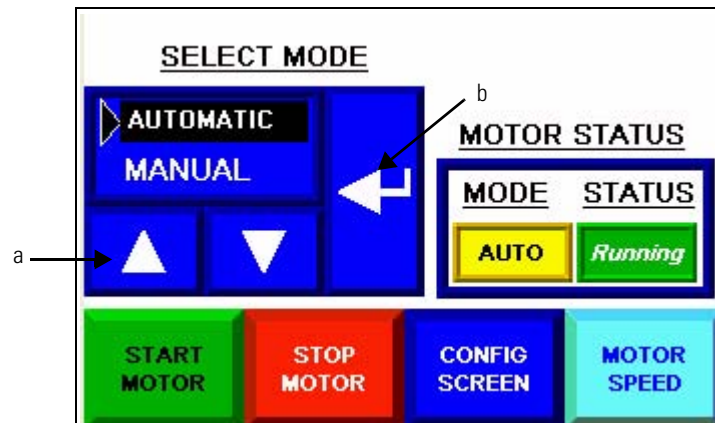 SELECT MODE
AUTOMATIC
MANUAL
a
b
MOTOR STATUS
MODE STATUS
AUTO Running
START MOTOR
STOP MOTOR
CONFIG SCREEN
MOTOR SPEED